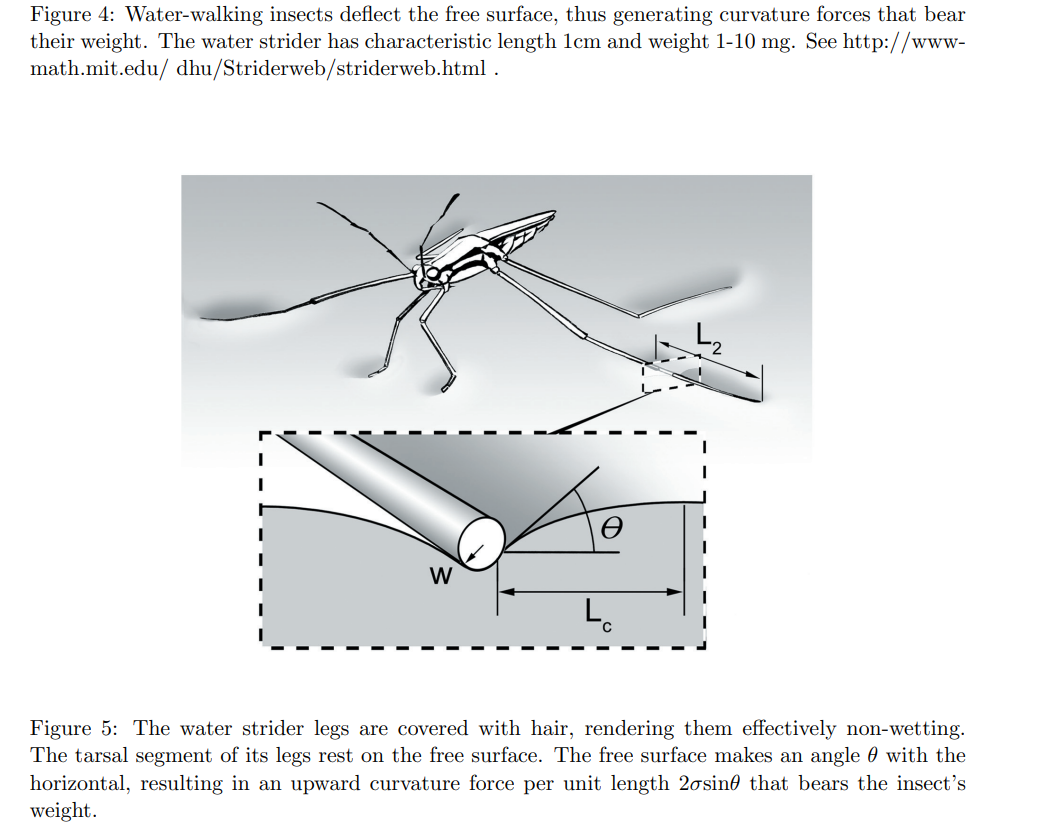 Figure 4: Water-walking insects deflect the free surface, thus generating curvature forces that bear
their weight. The water strider has characteristic length 1cm and weight 1-10 mg. See http://www-
math.mit.edu/ dhu/Striderweb/striderweb.html .
L2
θ
W
Lc
Figure 5: The water strider legs are covered with hair, rendering them effectively non-wetting.
The tarsal segment of its legs rest on the free surface. The free surface makes an angle θ with the
horizontal, resulting in an upward curvature force per unit length 2σsinθ that bears the insect's
weight.